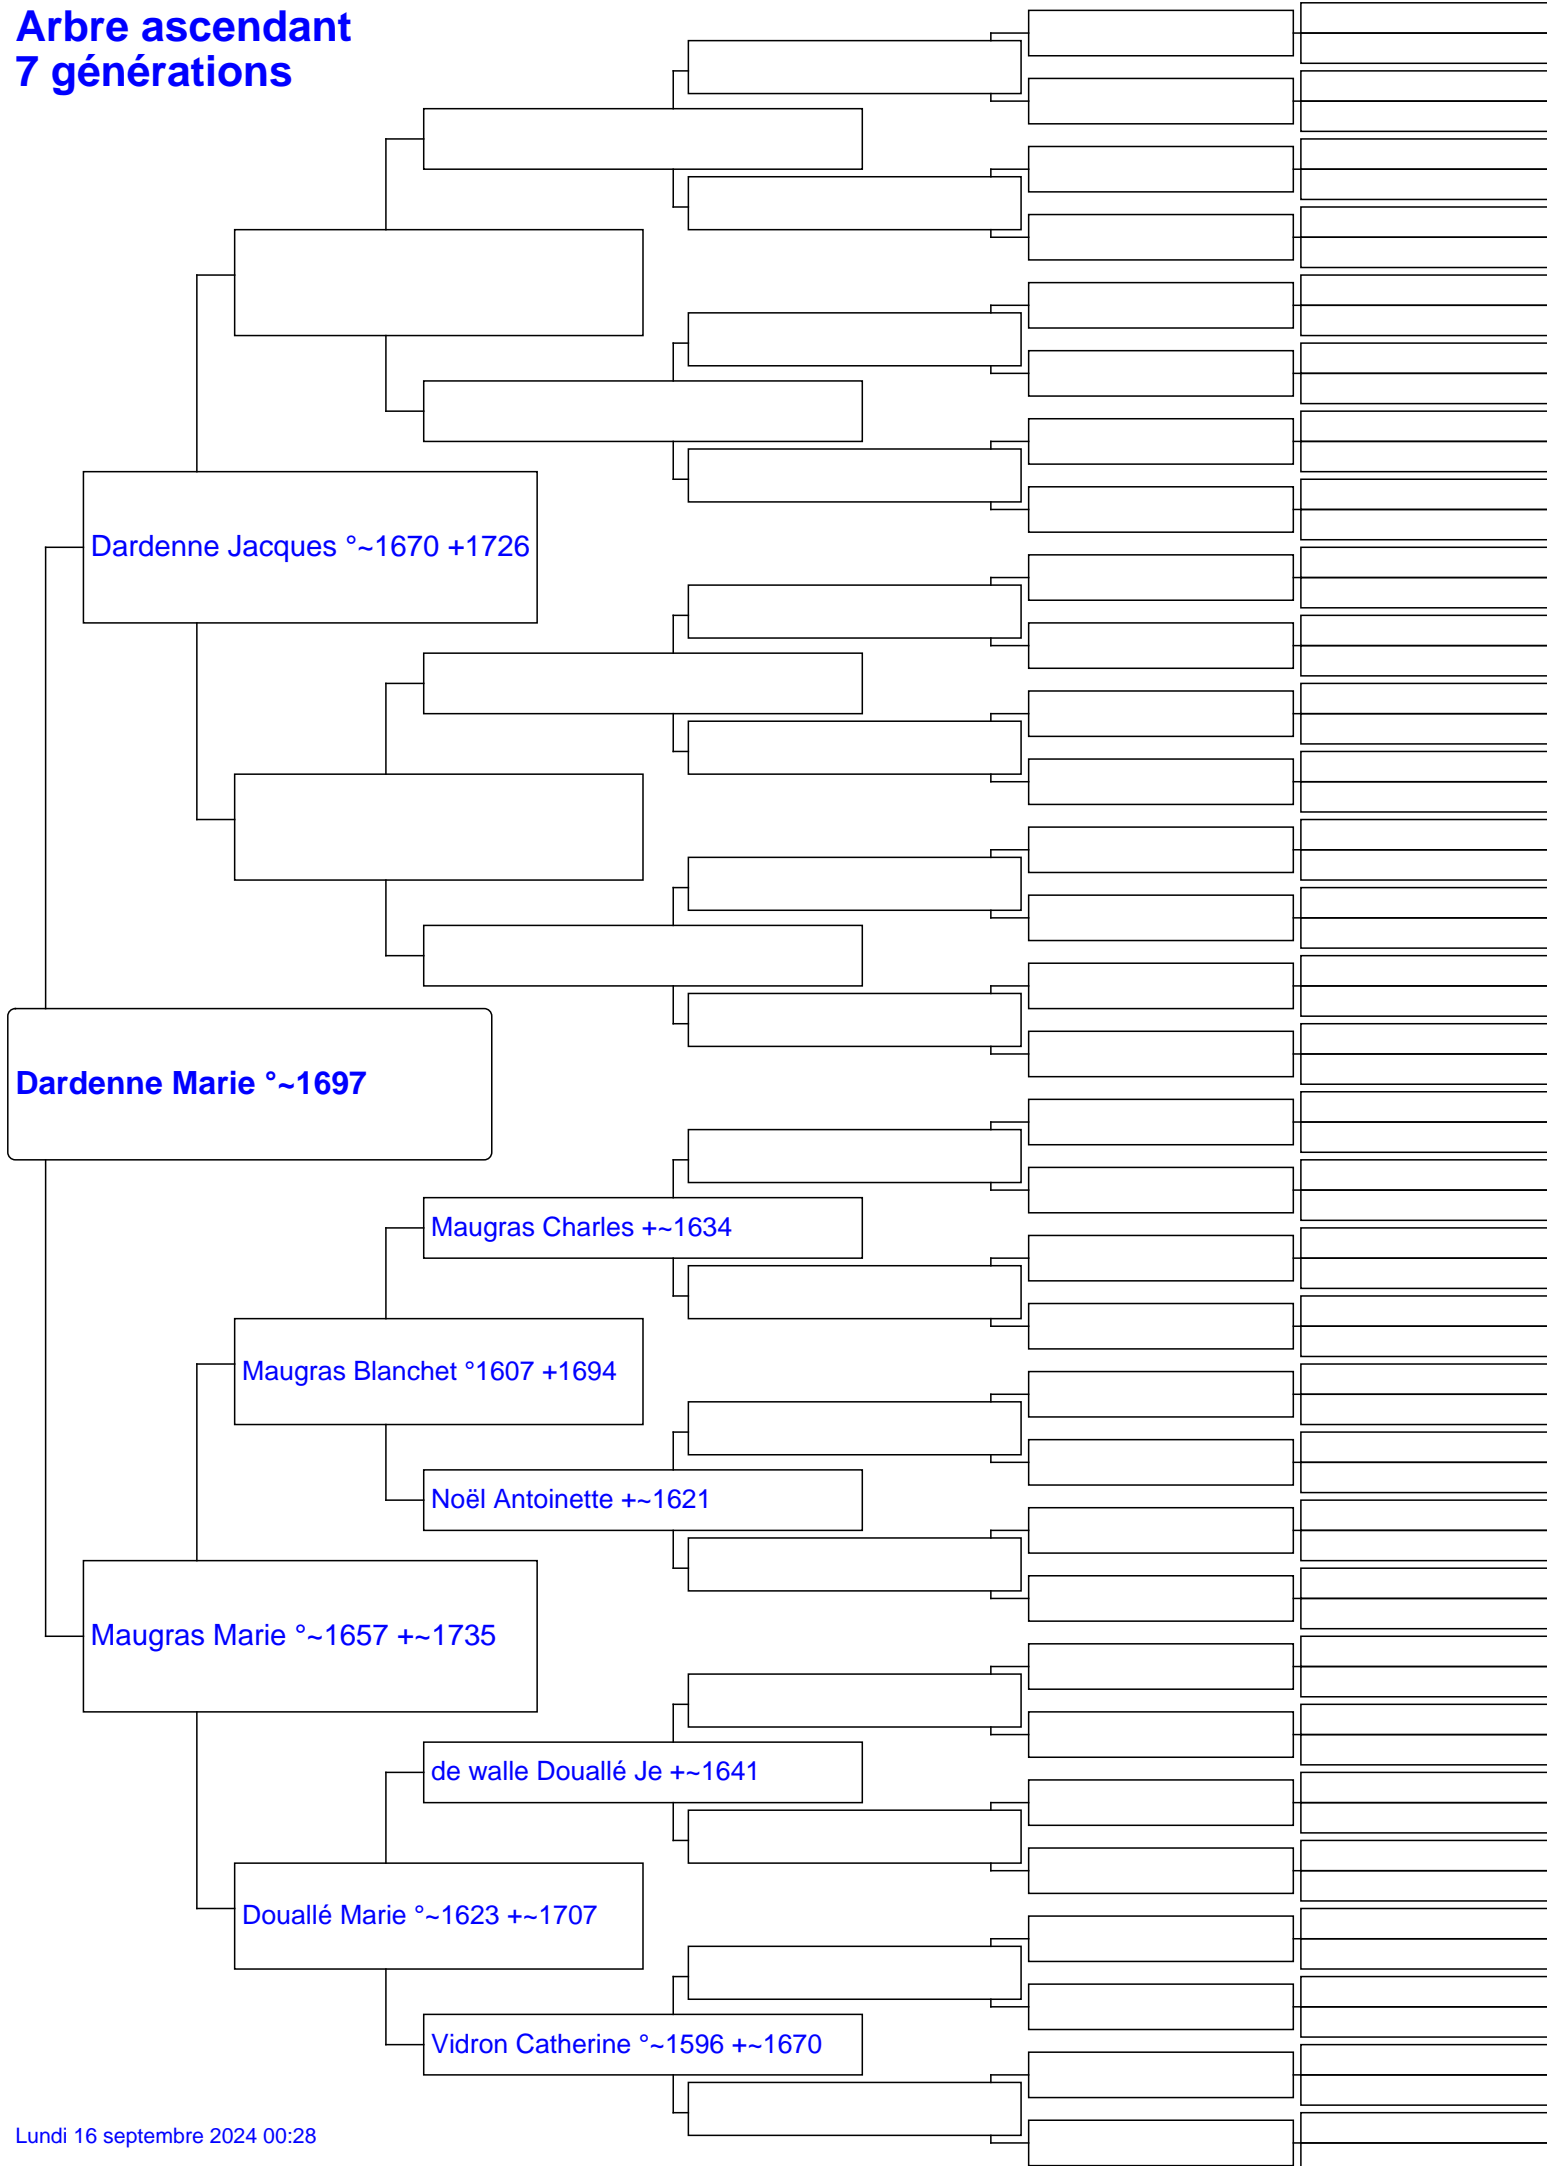 Arbre ascendant
7 générations
Dardenne Jacques °~1670 +1726
Dardenne Marie °~1697
Maugras Charles +~1634
Maugras Blanchet °1607 +1694
Noël Antoinette +~1621
Maugras Marie °~1657 +~1735
de walle Douallé Je +~1641
Douallé Marie °~1623 +~1707
Vidron Catherine °~1596 +~1670
Lundi 16 septembre 2024 00:28